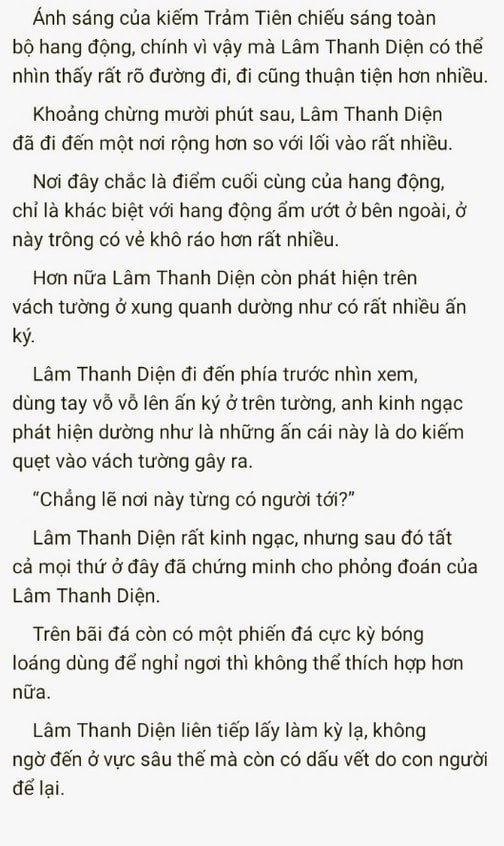 Ánh sáng của kiếm Trảm Tiên chiếu sáng toàn
bộ hang động, chính vì vậy mà Lâm Thanh Diện có thể
nhìn thấy rất rõ đường đi, đi cũng thuận tiện hơn nhiều.
Khoảng chừng mười phút sau, Lâm Thanh Diện
đã đi đến một nơi rộng hơn so với lối vào rất nhiều.
Nơi đây chắc là điểm cuối cùng của hang động,
chỉ là khác biệt với hang động ẩm ướt ở bên ngoài, ở
này trông có vẻ khô ráo hơn rất nhiều.
Hơn nữa Lâm Thanh Diện còn phát hiện trên
vách tường ở xung quanh dường như có rất nhiều ấn
ký.
Lâm Thanh Diện đi đến phía trước nhìn xem,
dùng tay vỗ vỗ lên ấn ký ở trên tường, anh kinh ngạc
phát hiện dường như là những ấn cái này là do kiếm
quẹt vào vách tường gây ra.
“Chẳng lẽ nơi này từng có người tới?”
Lâm Thanh Diện rất kinh ngạc, nhưng sau đó tất
cả mọi thứ ở đây đã chứng minh cho phỏng đoán của
Lâm Thanh Diện.
Trên bãi đá còn có một phiến đá cực kỳ bóng
loáng dùng để nghỉ ngơi thì không thể thích hợp hơn
nữa.
Lâm Thanh Diện liên tiếp lấy làm kỳ lạ, không
ngờ đến ở vực sâu thế mà còn có dấu vết do con người
để lại.